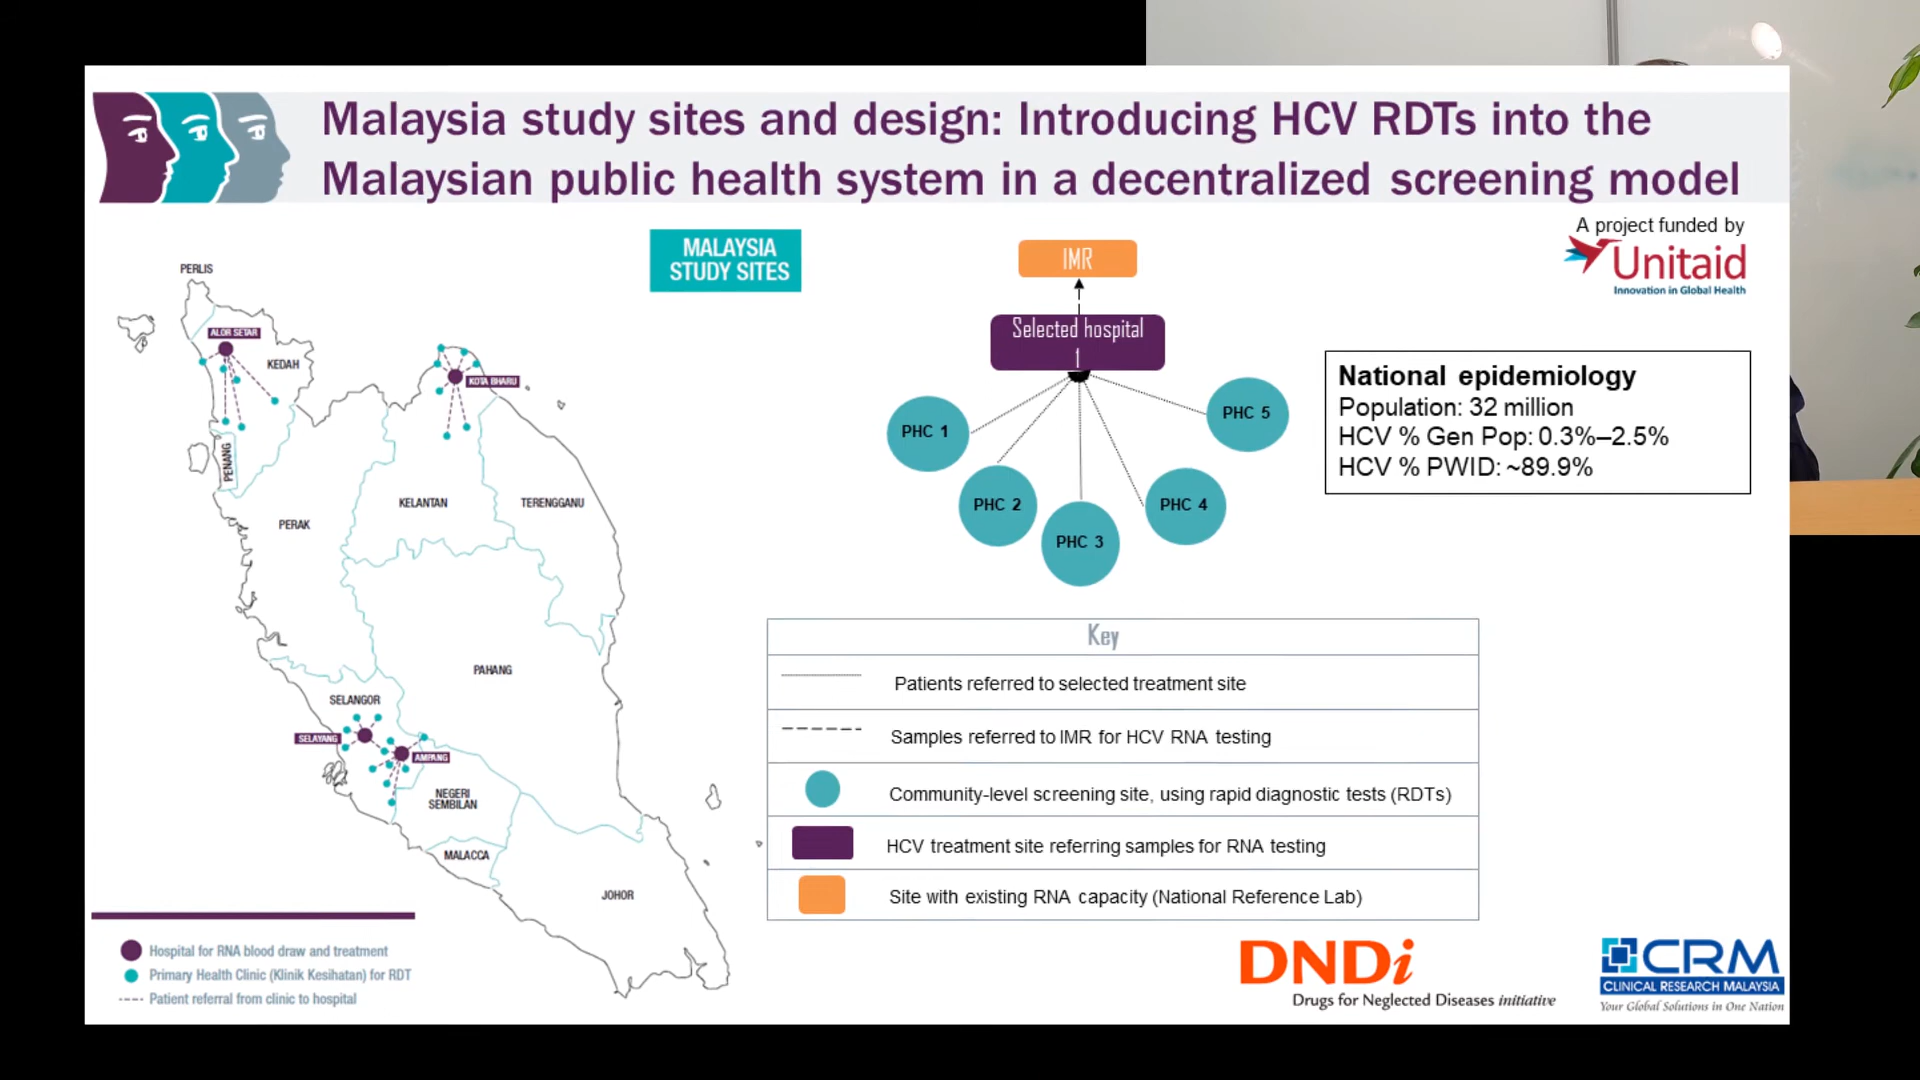 Malaysia study sites and design: Introducing HCV RDTs into the
Malaysian public health system in a decentralized screening model
A project funded by
Unitaid
Innovation in Global Health
MALAYSIA
STUDY SITES
PERLIS
ALOR SETAR
KEDAH
KOTA BHARU
PENANG
PERAK
KELANTAN
TERENGGANU
PAHANG
SELANGOR
SELAYANG
AMPANG
NEGERI
SEMBILAN
MALACCA
JOHOR
Hospital for RNA blood draw and treatment
Primary Health Clinic (Klinik Kesihatan) for RDT
Patient referral from clinic to hospital
IMR
Selected hospital
1
PHC 1
PHC 2
PHC 3
PHC 4
PHC 5
National epidemiology
Population: 32 million
HCV % Gen Pop: 0.3%–2.5%
HCV % PWID: ~89.9%
Key
Patients referred to selected treatment site
Samples referred to IMR for HCV RNA testing
Community-level screening site, using rapid diagnostic tests (RDTs)
HCV treatment site referring samples for RNA testing
Site with existing RNA capacity (National Reference Lab)
DNDi
Drugs for Neglected Diseases initiative
CRM
CLINICAL RESEARCH MALAYSIA
Your Global Solutions in One Nation